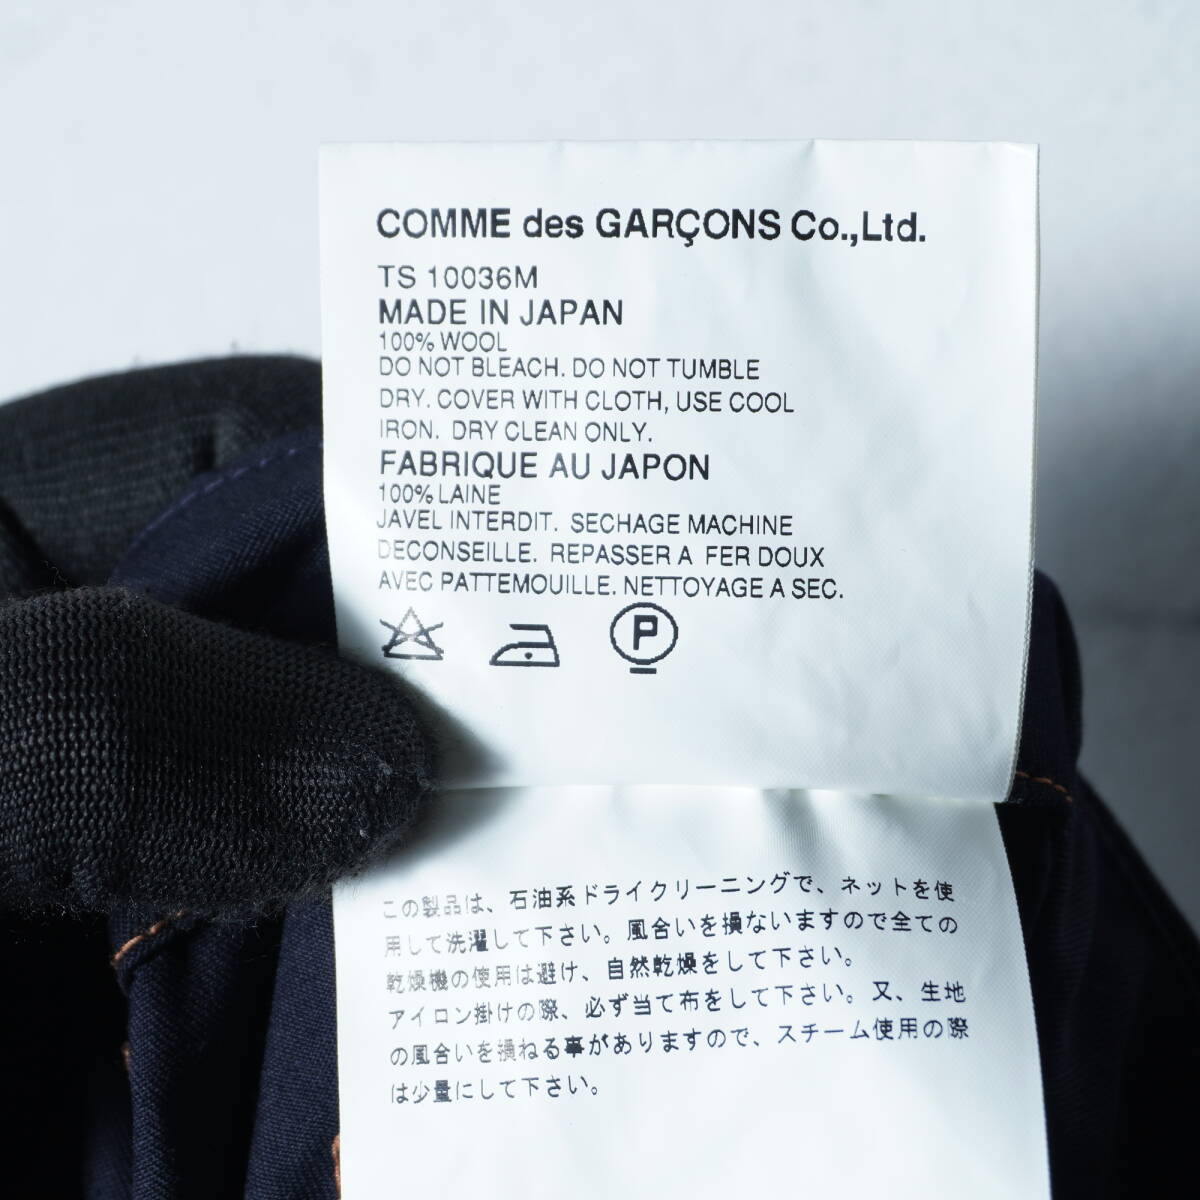 COMME des GARÇONS Co.,Ltd.
TS 10036M
MADE IN JAPAN
100% WOOL
DO NOT BLEACH. DO NOT TUMBLE
DRY. COVER WITH CLOTH, USE COOL
IRON. DRY CLEAN ONLY.
FABRIQUE AU JAPON
100% LAINE
JAVEL INTERDIT. SECHAGE MACHINE
DECONSEILLE. REPASSER A FER DOUX
AVEC PATTEMOUILLE. NETTOYAGE A SEC.
P
この製品は、石油系ドライクリーニングで、ネットを使
用して洗濯して下さい。風合いを損ないますので全ての
乾燥機の使用は避け、自然乾燥をして下さい。
アイロン掛けの際、必ず当て布をして下さい。又、生地
の風合いを損ねる事がありますので、スチーム使用の際
は少量にして下さい。